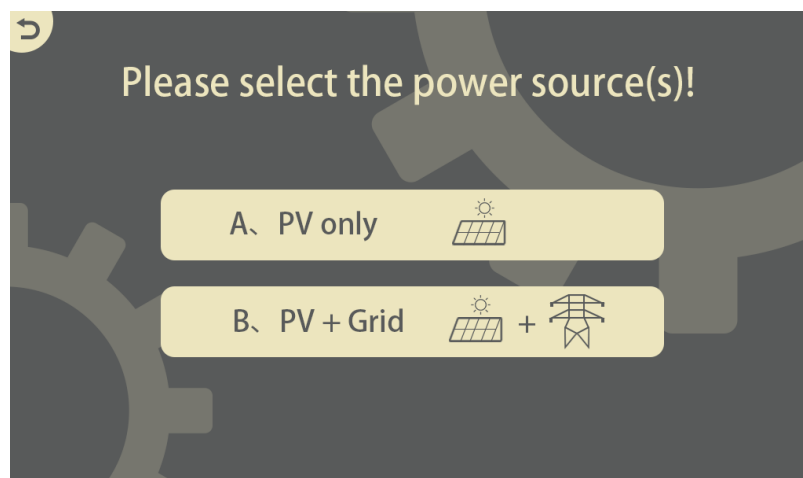 Please select the power source(s)!
A、PV only
B、PV + Grid +